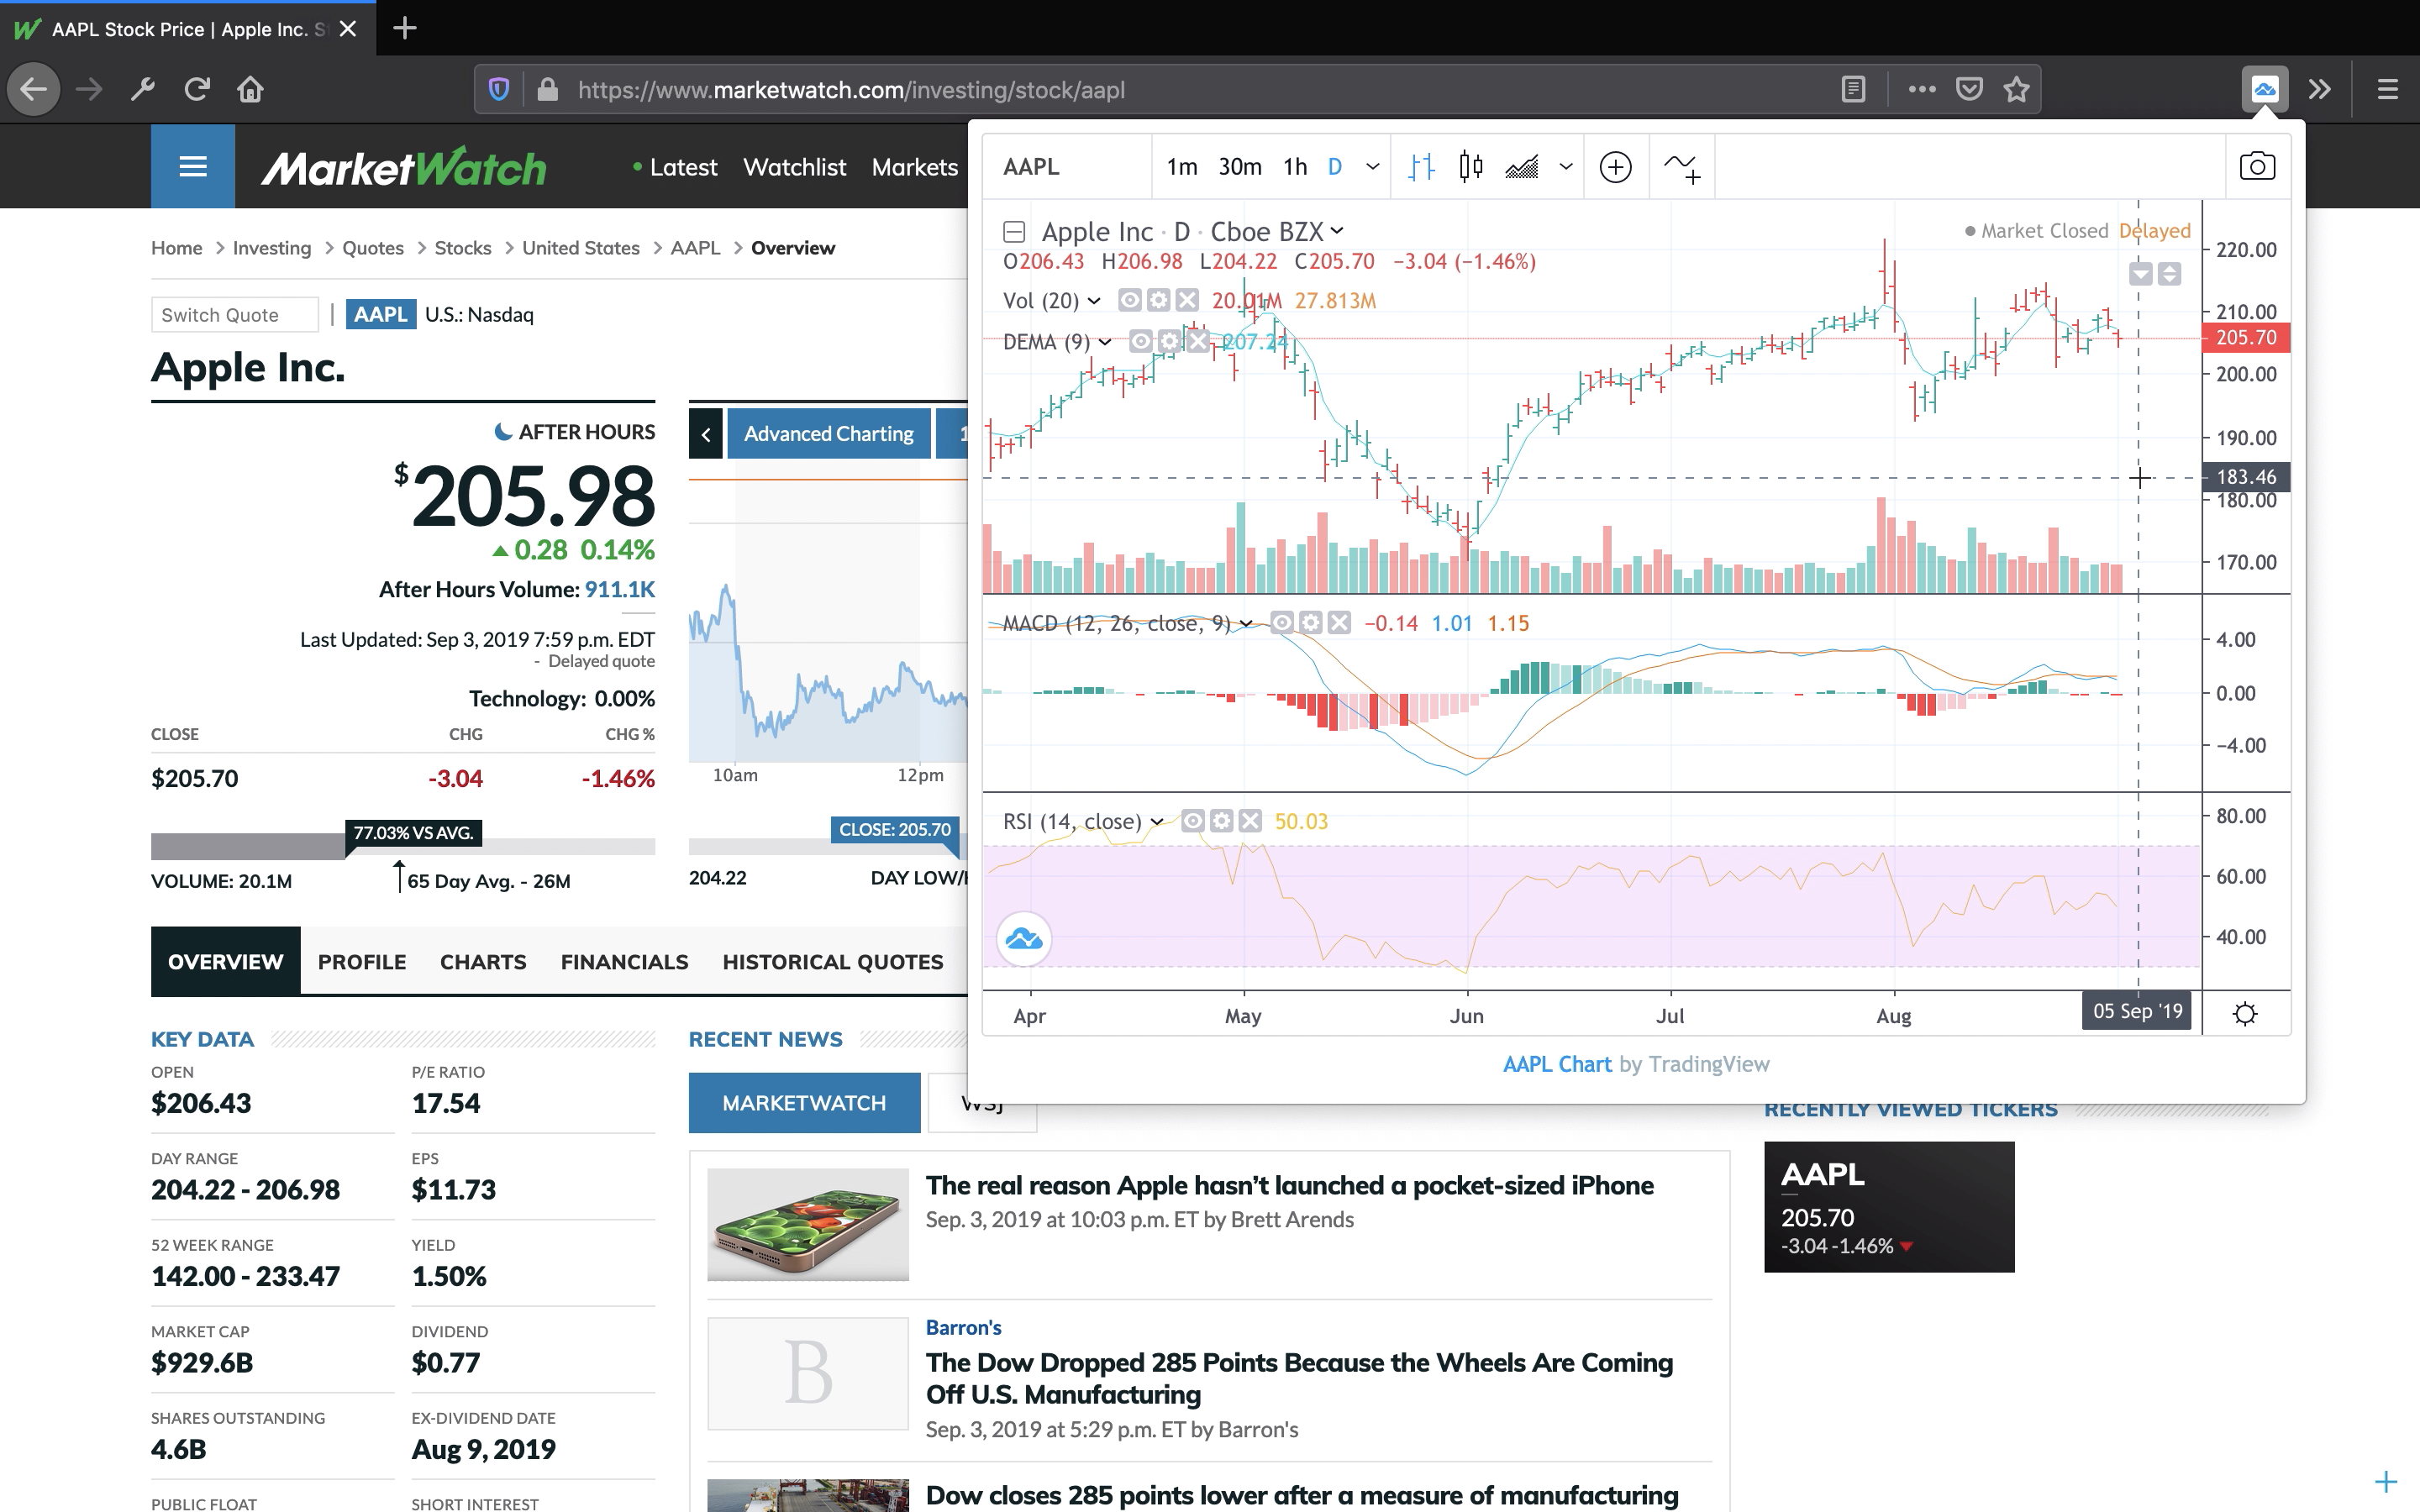 AAPL Stock Price | Apple Inc. S
https://www.marketwatch.com/investing/stock/aapl
MarketWatch
Latest Watchlist Markets
Home > Investing > Quotes > Stocks > United States > AAPL > Overview
Switch Quote | AAPL U.S.: Nasdaq
Apple Inc.
AFTER HOURS
$205.98
0.28 0.14%
After Hours Volume: 911.1K
Last Updated: Sep 3, 2019 7:59 p.m. EDT
- Delayed quote
Technology: 0.00%
CLOSE CHG CHG %
$205.70 -3.04 -1.46%
77.03% VS AVG.
VOLUME: 20.1M 65 Day Avg. - 26M
Advanced Charting 1
10am 12pm
CLOSE: 205.70
204.22 DAY LOW/
OVERVIEW PROFILE CHARTS FINANCIALS HISTORICAL QUOTES
KEY DATA
OPEN P/E RATIO
$206.43 17.54
DAY RANGE EPS
204.22 - 206.98 $11.73
52 WEEK RANGE YIELD
142.00 - 233.47 1.50%
MARKET CAP DIVIDEND
$929.6B $0.77
SHARES OUTSTANDING EX-DIVIDEND DATE
4.6B Aug 9, 2019
PUBLIC FLOAT SHORT INTEREST
AAPL 1m 30m 1h D
Apple Inc · D · Cboe BZX
Market Closed Delayed
O206.43 H206.98 L204.22 C205.70 −3.04 (−1.46%)
Vol (20) 20.01M 27.813M
DEMA (9) 207.24
220.00
210.00
205.70
200.00
190.00
183.46
180.00
170.00
MACD (12, 26, close, 9) −0.14 1.01 1.15
4.00
0.00
−4.00
RSI (14, close) 50.03
80.00
60.00
40.00
Apr May Jun Jul Aug 05 Sep '19
AAPL Chart by TradingView
RECENT NEWS
MARKETWATCH WSJ
The real reason Apple hasn't launched a pocket-sized iPhone
Sep. 3, 2019 at 10:03 p.m. ET by Brett Arends
B
Barron's
The Dow Dropped 285 Points Because the Wheels Are Coming
Off U.S. Manufacturing
Sep. 3, 2019 at 5:29 p.m. ET by Barron's
Dow closes 285 points lower after a measure of manufacturing
RECENTLY VIEWED TICKERS
AAPL
205.70
-3.04 -1.46%